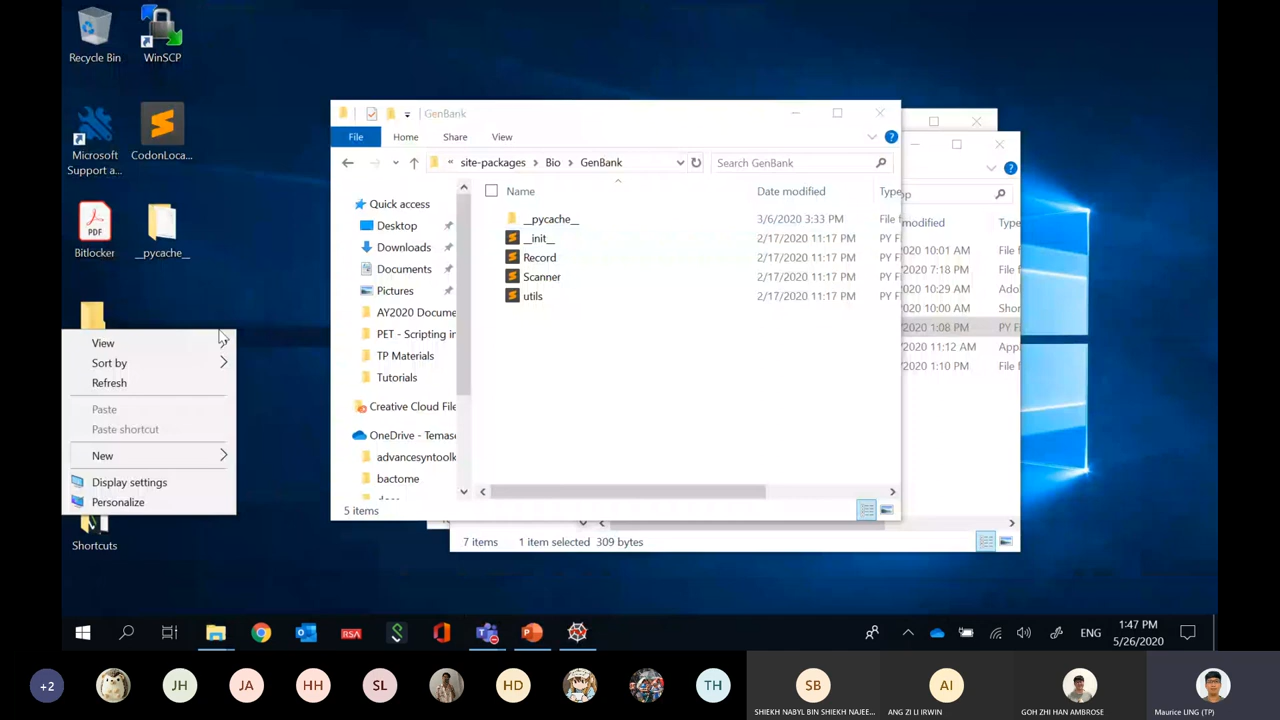 Recycle Bin
WinSCP
Microsoft
Support a...
CodonLoca...
Bitlocker
__pycache__
View
Sort by
Refresh
Paste
Paste shortcut
New
Display settings
Personalize
Shortcuts
GenBank
File
Home
Share
View
« site-packages > Bio > GenBank
Search GenBank
Name
Date modified
Type
__pycache__
3/6/2020 3:33 PM
File f
__init__
2/17/2020 11:17 PM
PY F
Record
2/17/2020 11:17 PM
PY F
Scanner
2/17/2020 11:17 PM
PY F
utils
2/17/2020 11:17 PM
PY F
Quick access
Desktop
Downloads
Documents
Pictures
AY2020 Docume
PET - Scripting in
TP Materials
Tutorials
Creative Cloud File
OneDrive - Temase
advancesyntoolk
bactome
5 items
op
modified
Type
2020 10:01 AM
File f
2020 7:18 PM
File f
2020 10:29 AM
Ado
2020 10:00 AM
Shor
2020 1:08 PM
PY Fi
2020 11:12 AM
Appa
2020 1:10 PM
File f
7 items
1 item selected 309 bytes
RSA
ENG
1:47 PM
5/26/2020
+2
JH
JA
HH
SL
HD
TH
SB
SHIEKH NABYL BIN SHIEKH NAJEE...
AI
ANG ZI LI IRWIN
GOH ZHI HAN AMBROSE
Maurice LING (TP)